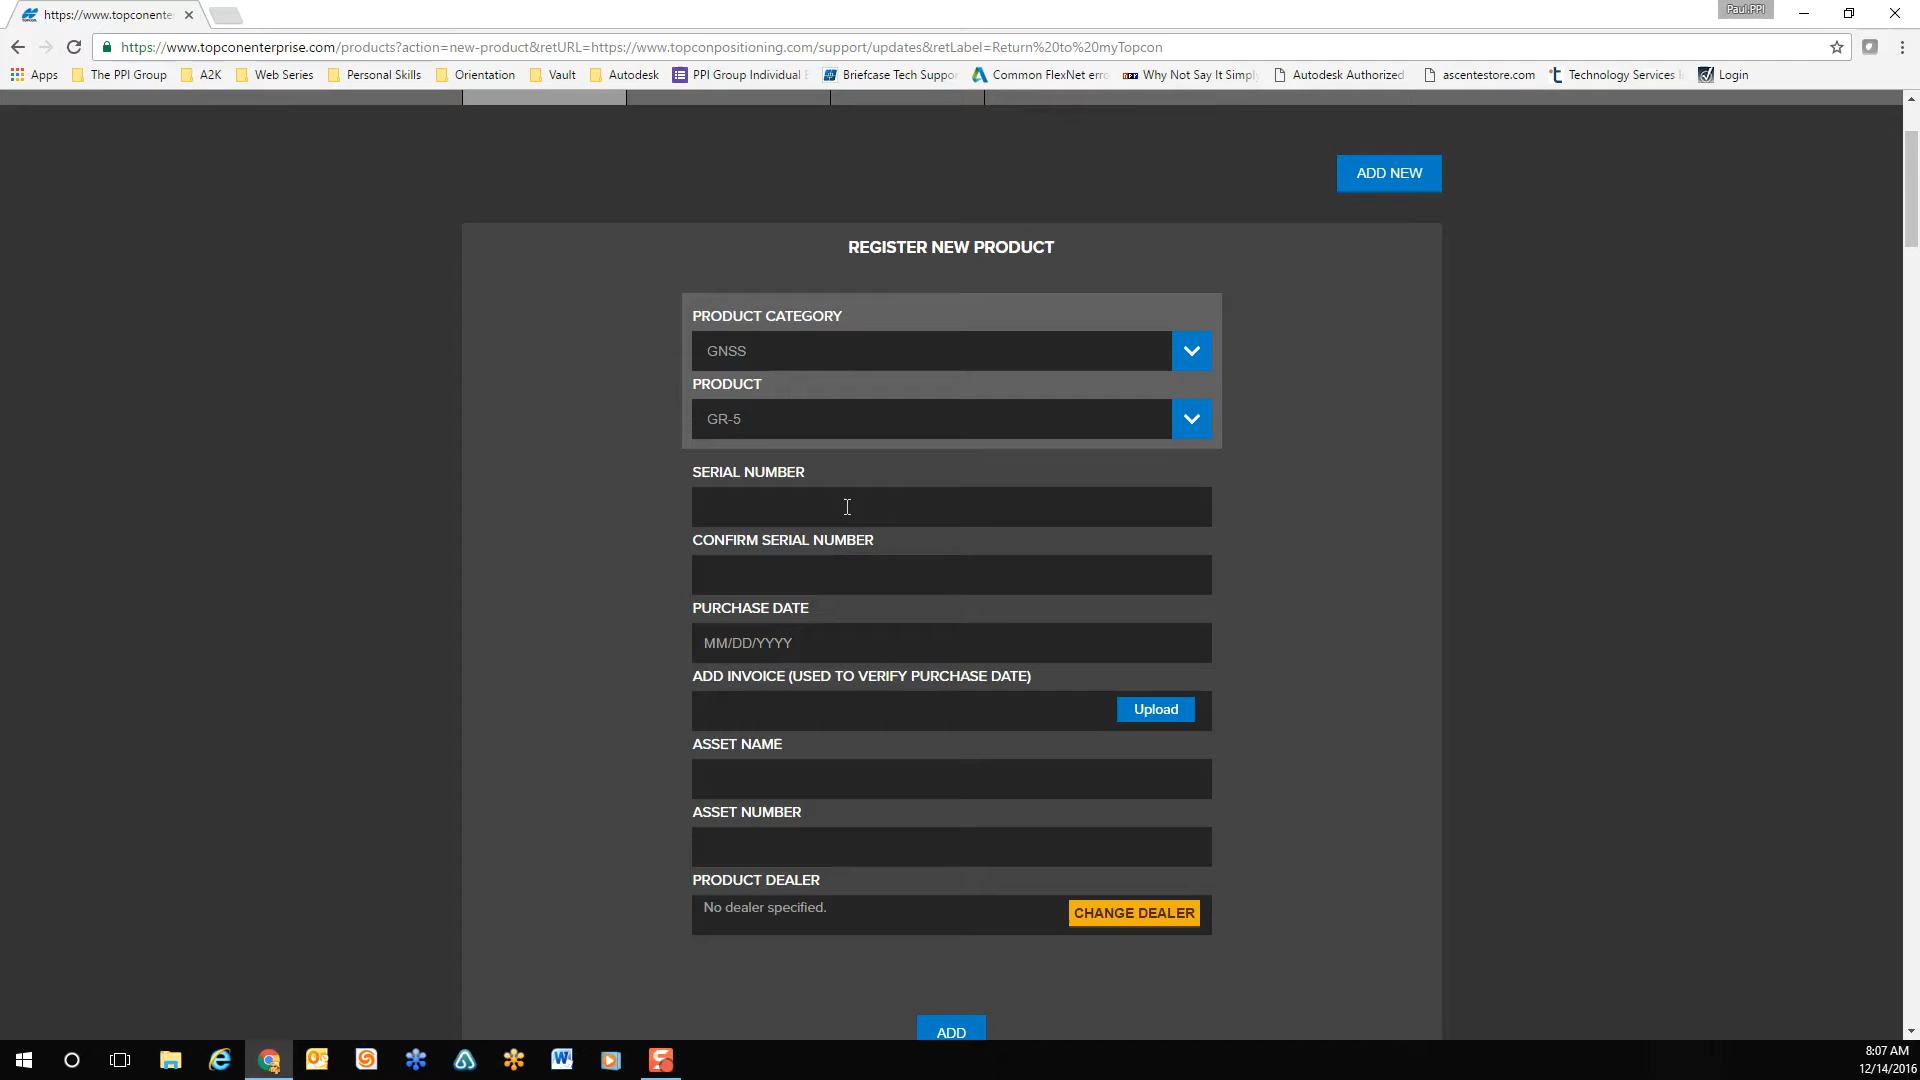 https://www.topconente
Paul.PPI
https://www.topconenterprise.com/products?action=new-product&retURL=https://www.topconpositioning.com/support/updates&retLabel=Return%20to%20myTopcon
Apps The PPI Group A2K Web Series Personal Skills Orientation Vault Autodesk PPI Group Individual Briefcase Tech Suppo Common FlexNet erro Why Not Say It Simply Autodesk Authorized ascentestore.com Technology Services Login
ADD NEW
REGISTER NEW PRODUCT
PRODUCT CATEGORY
GNSS
PRODUCT
GR-5
SERIAL NUMBER
CONFIRM SERIAL NUMBER
PURCHASE DATE
MM/DD/YYYY
ADD INVOICE (USED TO VERIFY PURCHASE DATE)
Upload
ASSET NAME
ASSET NUMBER
PRODUCT DEALER
No dealer specified.
CHANGE DEALER
ADD
8:07 AM
12/14/2016